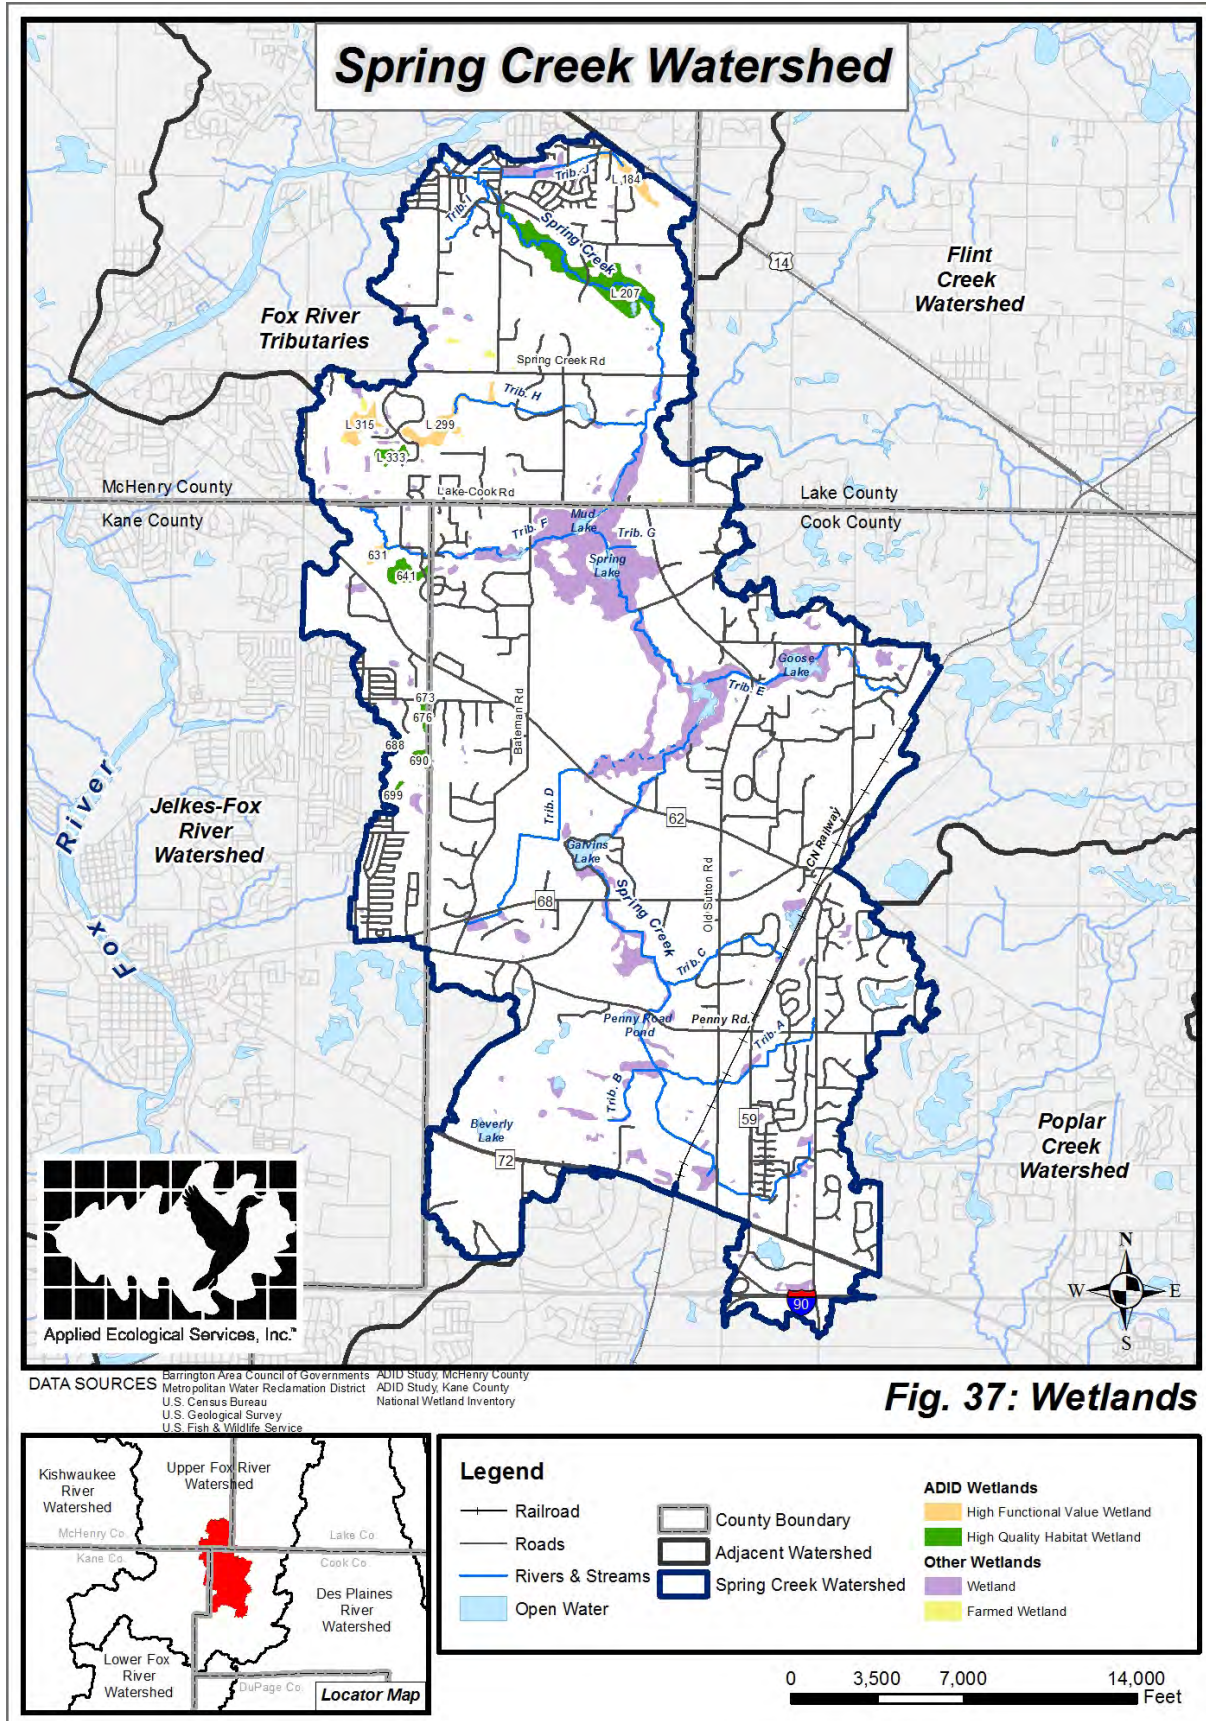 Spring Creek Watershed
Trib. J
L 184
Trib. I
Spring Creek
L 207
14
Flint
Creek
Watershed
Fox River
Tributaries
Spring Creek Rd
Trib. H
L 315
L 299
L 333
McHenry County
Lake-Cook Rd
Lake County
Kane County
Cook County
Mud
Lake
Trib. F
Trib. G
631
Spring
Lake
641
Goose
Lake
Trib. E
673
676
Bateman Rd
688
690
699
Trib. D
62
River
Fox
Jelkes-Fox
River
Watershed
CN Railway
Galvins
Lake
Old Sutton Rd
68
Spring Creek
Trib. C
Penny Road
Pond
Penny Rd.
Trib. A
Trib. B
59
Beverly
Lake
72
Poplar
Creek
Watershed
90
N
W
E
S
Applied Ecological Services, Inc.™
DATA SOURCES
Barrington Area Council of Governments
Metropolitan Water Reclamation District
U.S. Census Bureau
U.S. Geological Survey
U.S. Fish & Wildlife Service
ADID Study, McHenry County
ADID Study, Kane County
National Wetland Inventory
Fig. 37: Wetlands
Kishwaukee
River
Watershed
Upper Fox River
Watershed
McHenry Co.
Kane Co.
Lake Co.
Cook Co.
Des Plaines
River
Watershed
Lower Fox
River
Watershed
DuPage Co.
Locator Map
Legend
Railroad
Roads
Rivers & Streams
Open Water
County Boundary
Adjacent Watershed
Spring Creek Watershed
ADID Wetlands
High Functional Value Wetland
High Quality Habitat Wetland
Other Wetlands
Wetland
Farmed Wetland
0 3,500 7,000 14,000
Feet